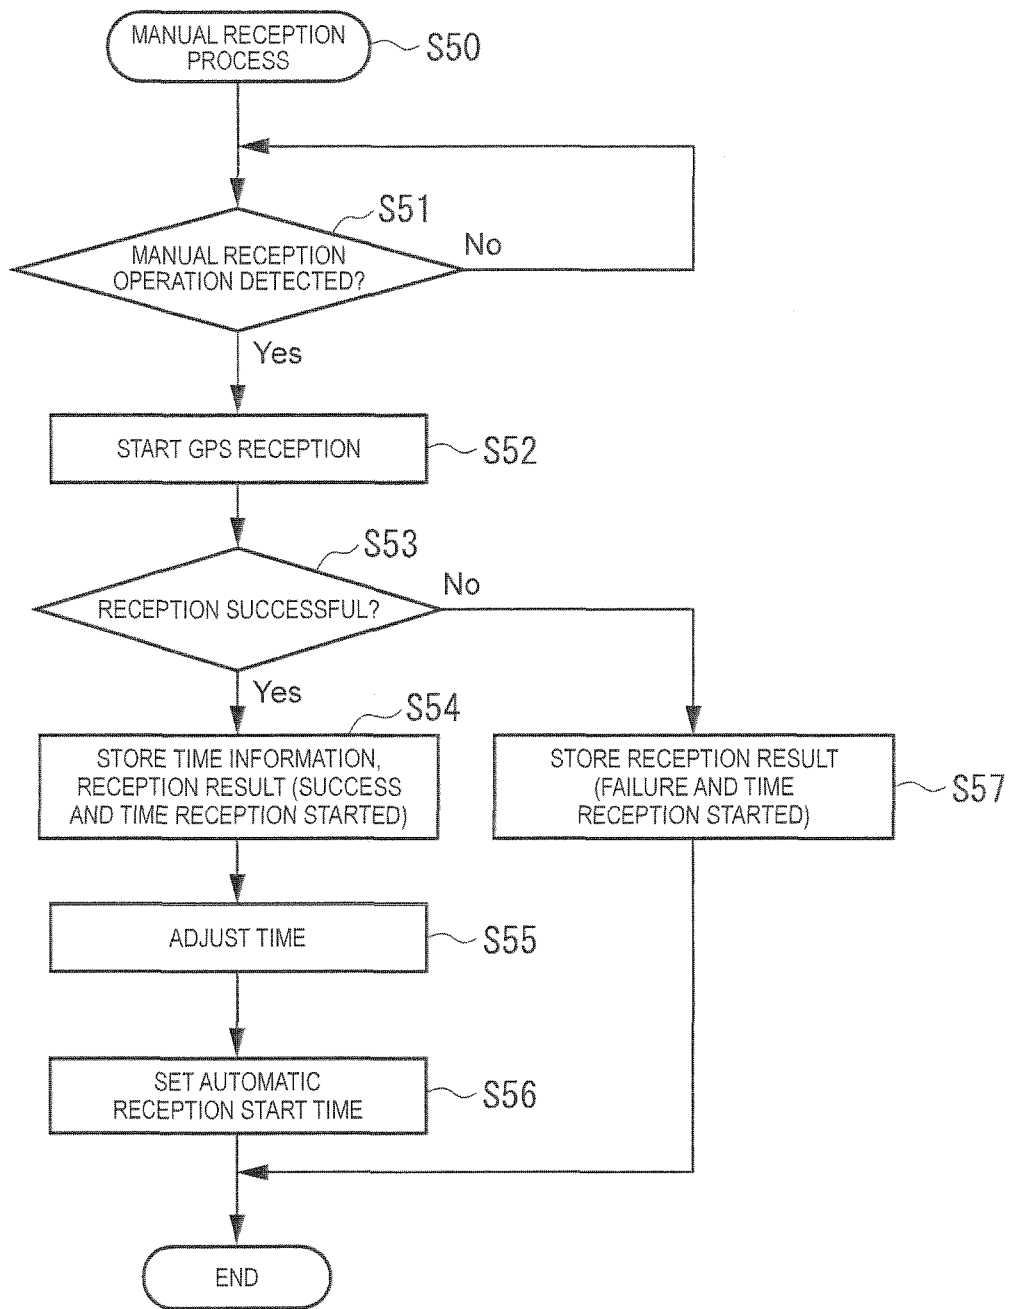 MANUAL RECEPTION
PROCESS
S50
S51
MANUAL RECEPTION
OPERATION DETECTED?
No
Yes
START GPS RECEPTION
S52
S53
RECEPTION SUCCESSFUL?
No
Yes
S54
STORE TIME INFORMATION,
RECEPTION RESULT (SUCCESS
AND TIME RECEPTION STARTED)
STORE RECEPTION RESULT
(FAILURE AND TIME
RECEPTION STARTED)
S57
ADJUST TIME
S55
SET AUTOMATIC
RECEPTION START TIME
S56
END